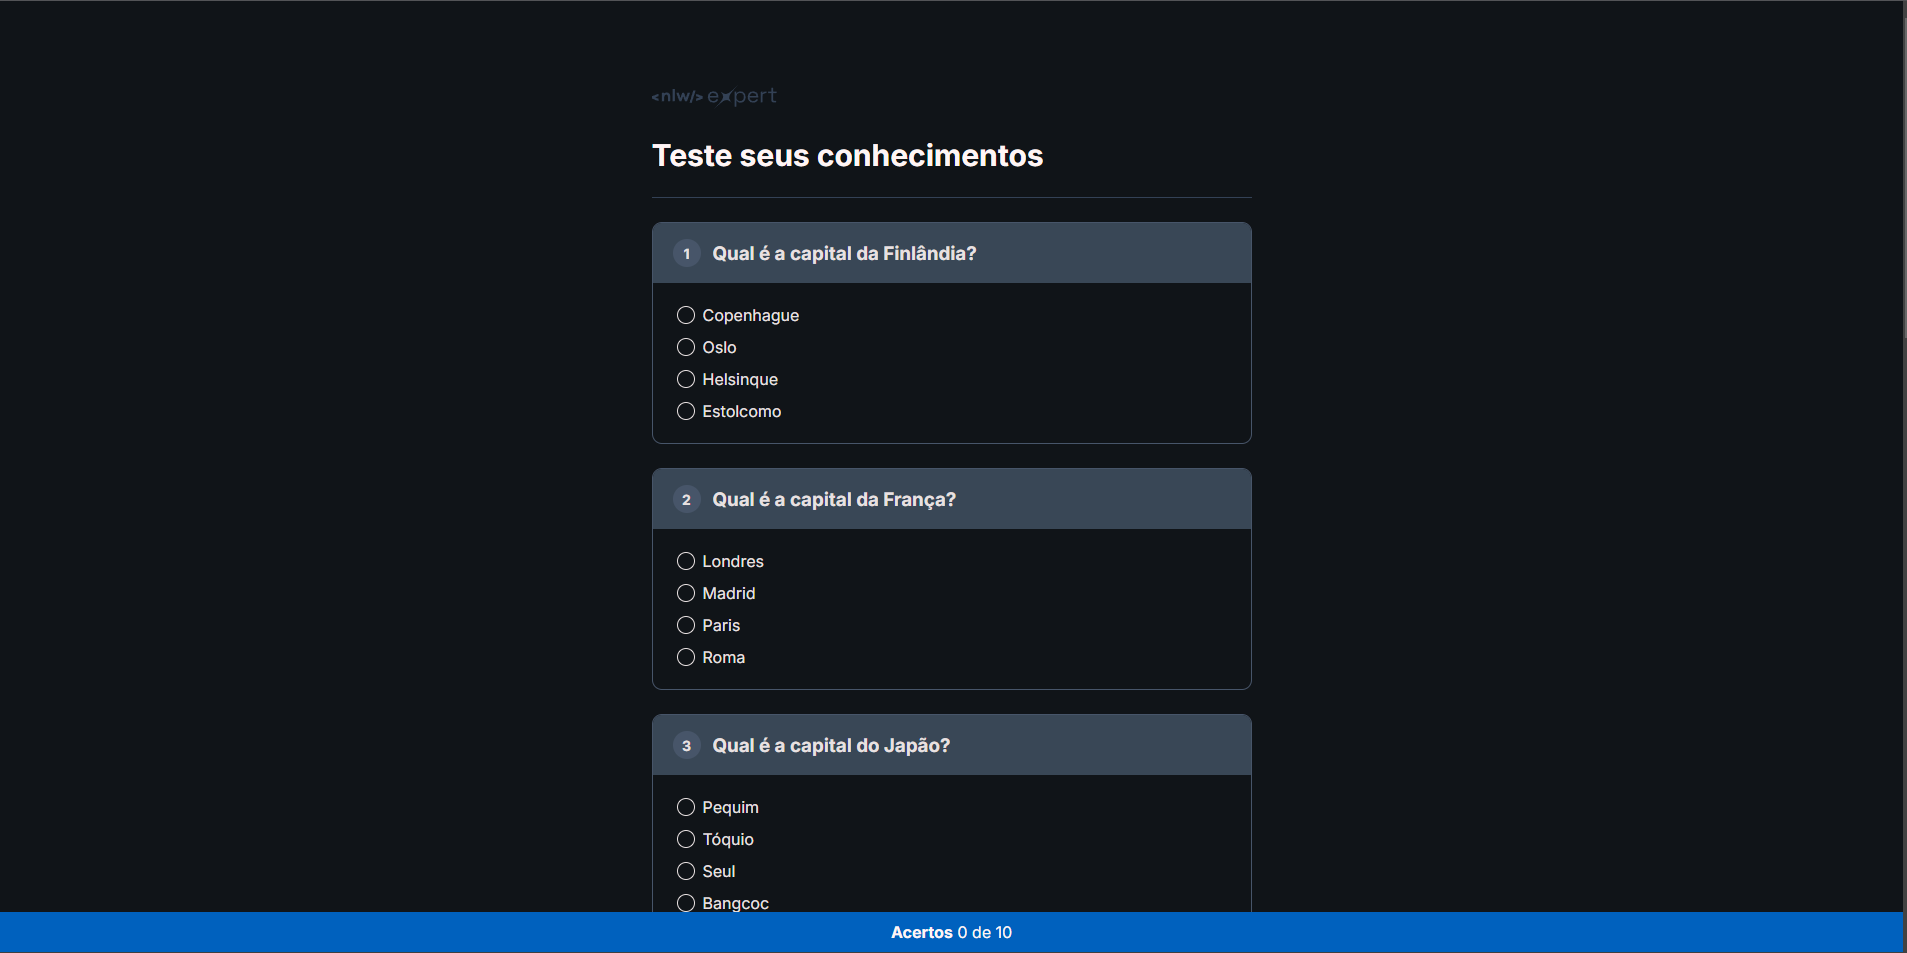 <nlw/> expert
Teste seus conhecimentos
1 Qual é a capital da Finlândia?
Copenhague
Oslo
Helsinque
Estolcomo
2 Qual é a capital da França?
Londres
Madrid
Paris
Roma
3 Qual é a capital do Japão?
Pequim
Tóquio
Seul
Bangcoc
Acertos 0 de 10